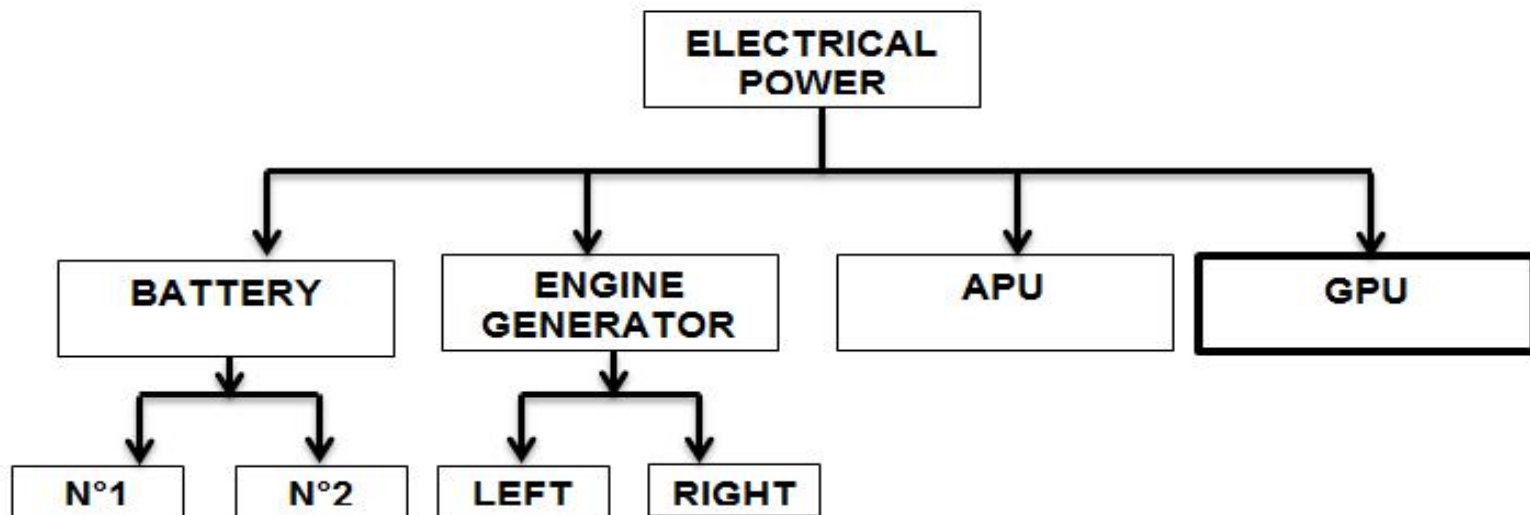 ELECTRICAL
POWER
BATTERY
ENGINE
GENERATOR
APU
GPU
N°1
N°2
LEFT
RIGHT